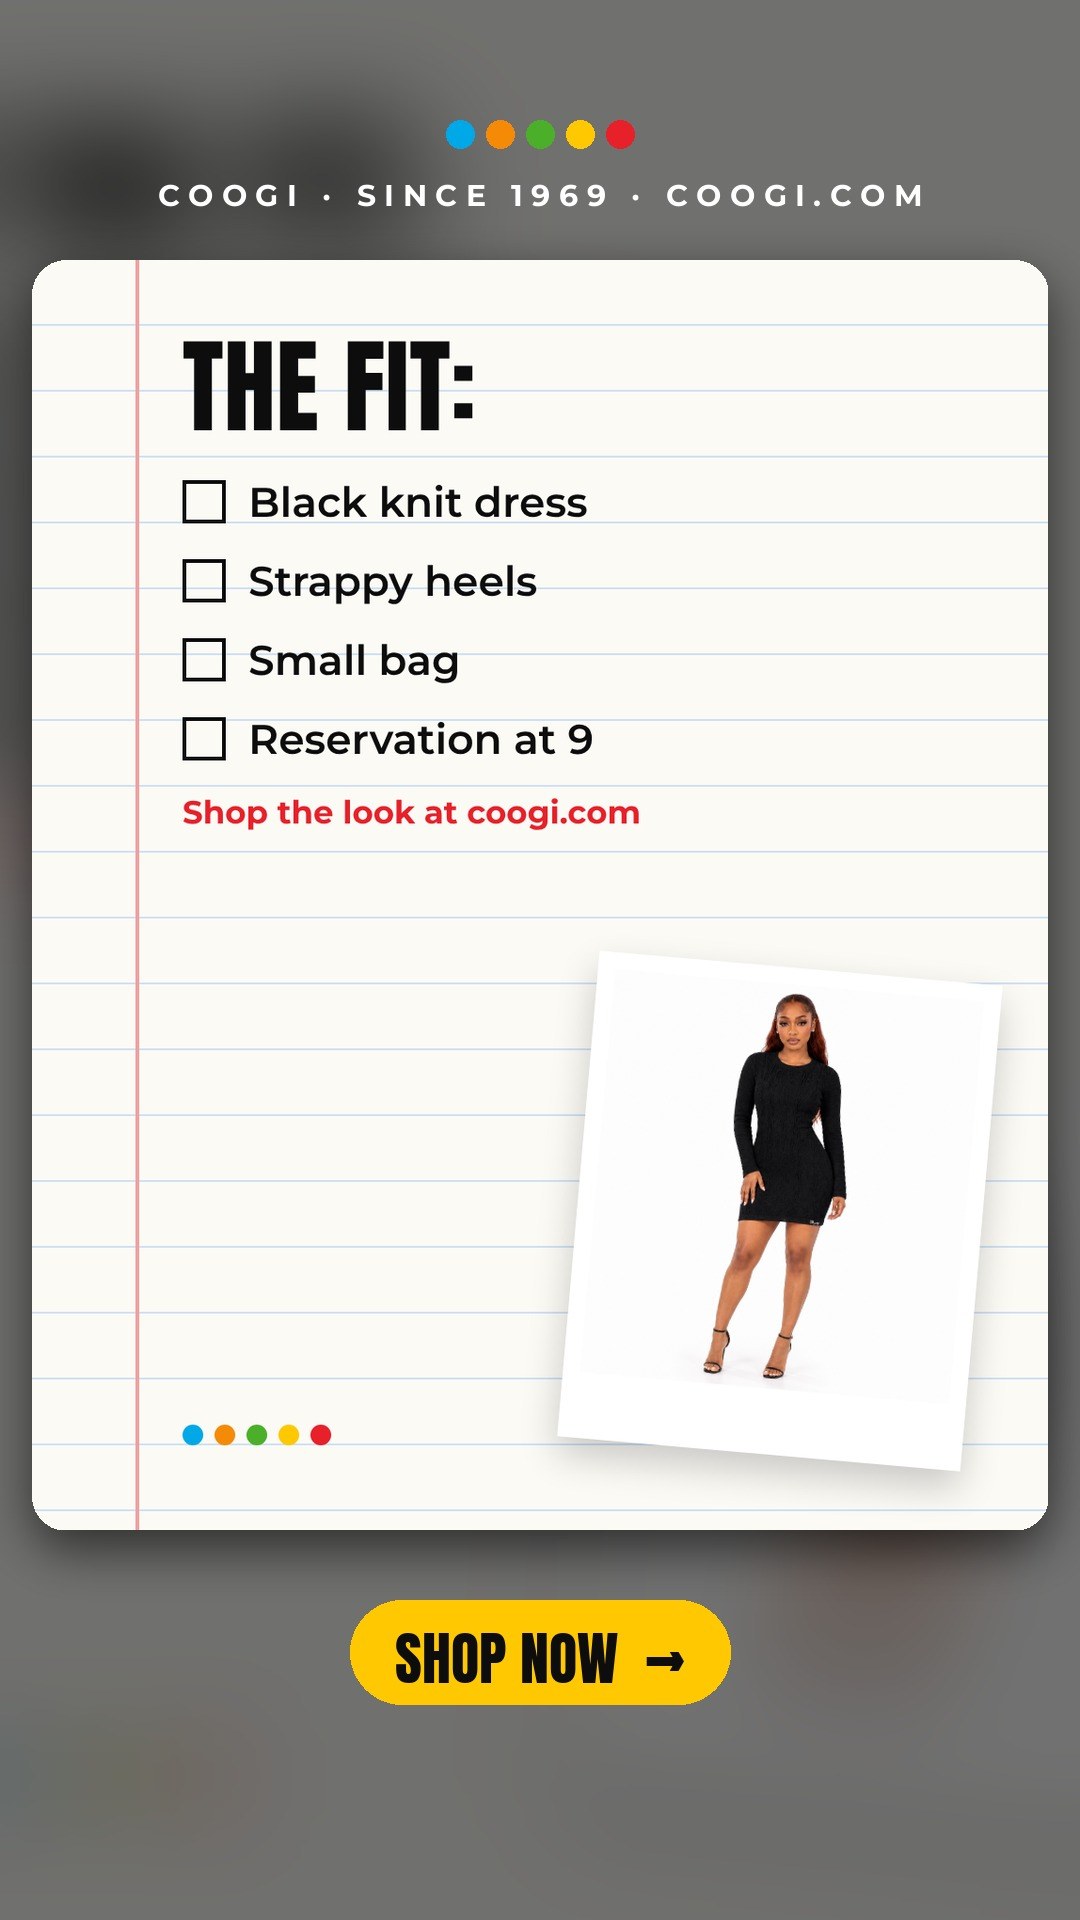 COOGI · SINCE 1969 · COOGI.COM
THE FIT:
Black knit dress
Strappy heels
Small bag
Reservation at 9
Shop the look at coogi.com
SHOP NOW →